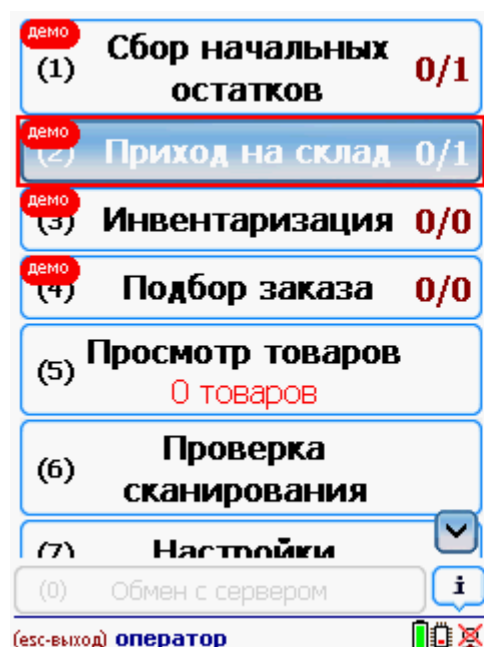 демо
(1) Сбор начальных остатков 0/1
демо
(2) Приход на склад 0/1
демо
(3) Инвентаризация 0/0
демо
(4) Подбор заказа 0/0
(5) Просмотр товаров
0 товаров
(6) Проверка
сканирования
(7) Настройки
(0) Обмен с сервером i
(esc-выход) оператор